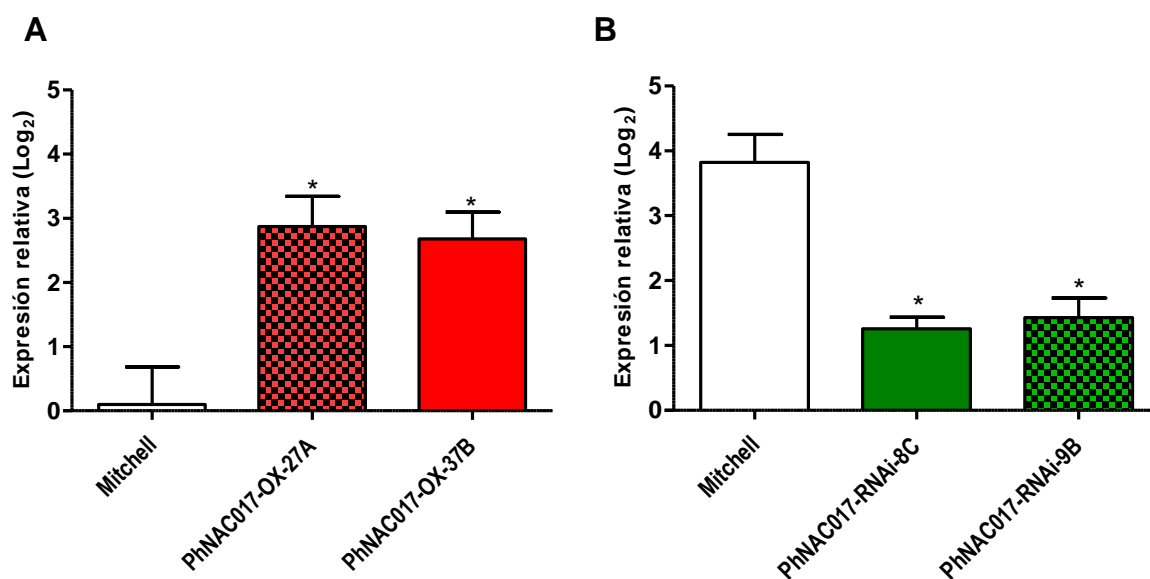 A
Expresión relativa (Log₂)
5
4
3
2
1
0
*
*
Mitchell
PhNAC017-OX-27A
PhNAC017-OX-37B
B
Expresión relativa (Log₂)
5
4
3
2
1
0
*
*
Mitchell
PhNAC017-RNAi-8C
PhNAC017-RNAi-9B